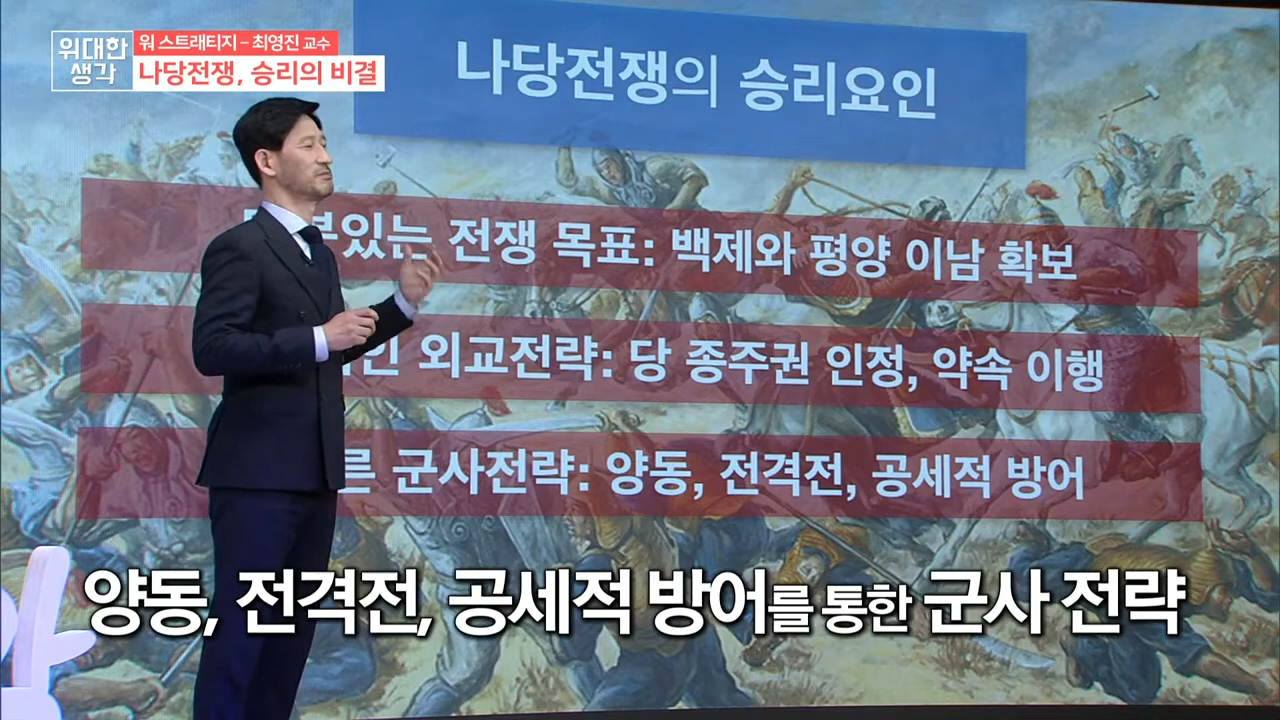 위대한
생각
워 스트래티지 – 최영진 교수
나당전쟁, 승리의 비결
나당전쟁의 승리요인
전쟁 목표: 백제와 평양 이남 확보
외교전략: 당 종주권 인정, 약속 이행
군사전략: 양동, 전격전, 공세적 방어
양동, 전격전, 공세적 방어를 통한 군사 전략